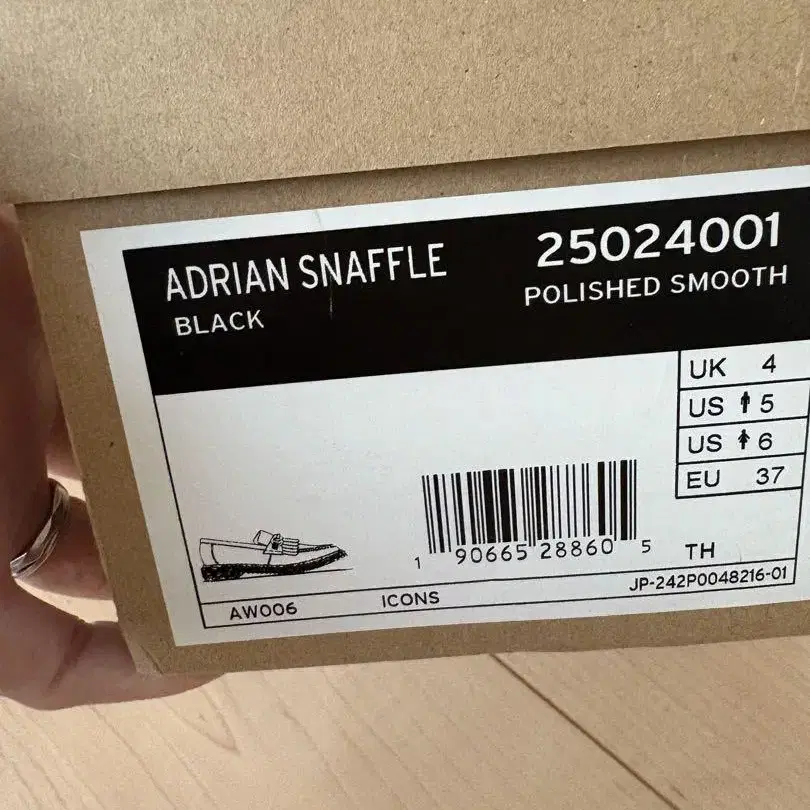 ADRIAN SNAFFLE
BLACK
25024001
POLISHED SMOOTH
UK 4
US 5
US 6
EU 37
1 90665 28860 5
TH
AW006
ICONS
JP-242P0048216-01